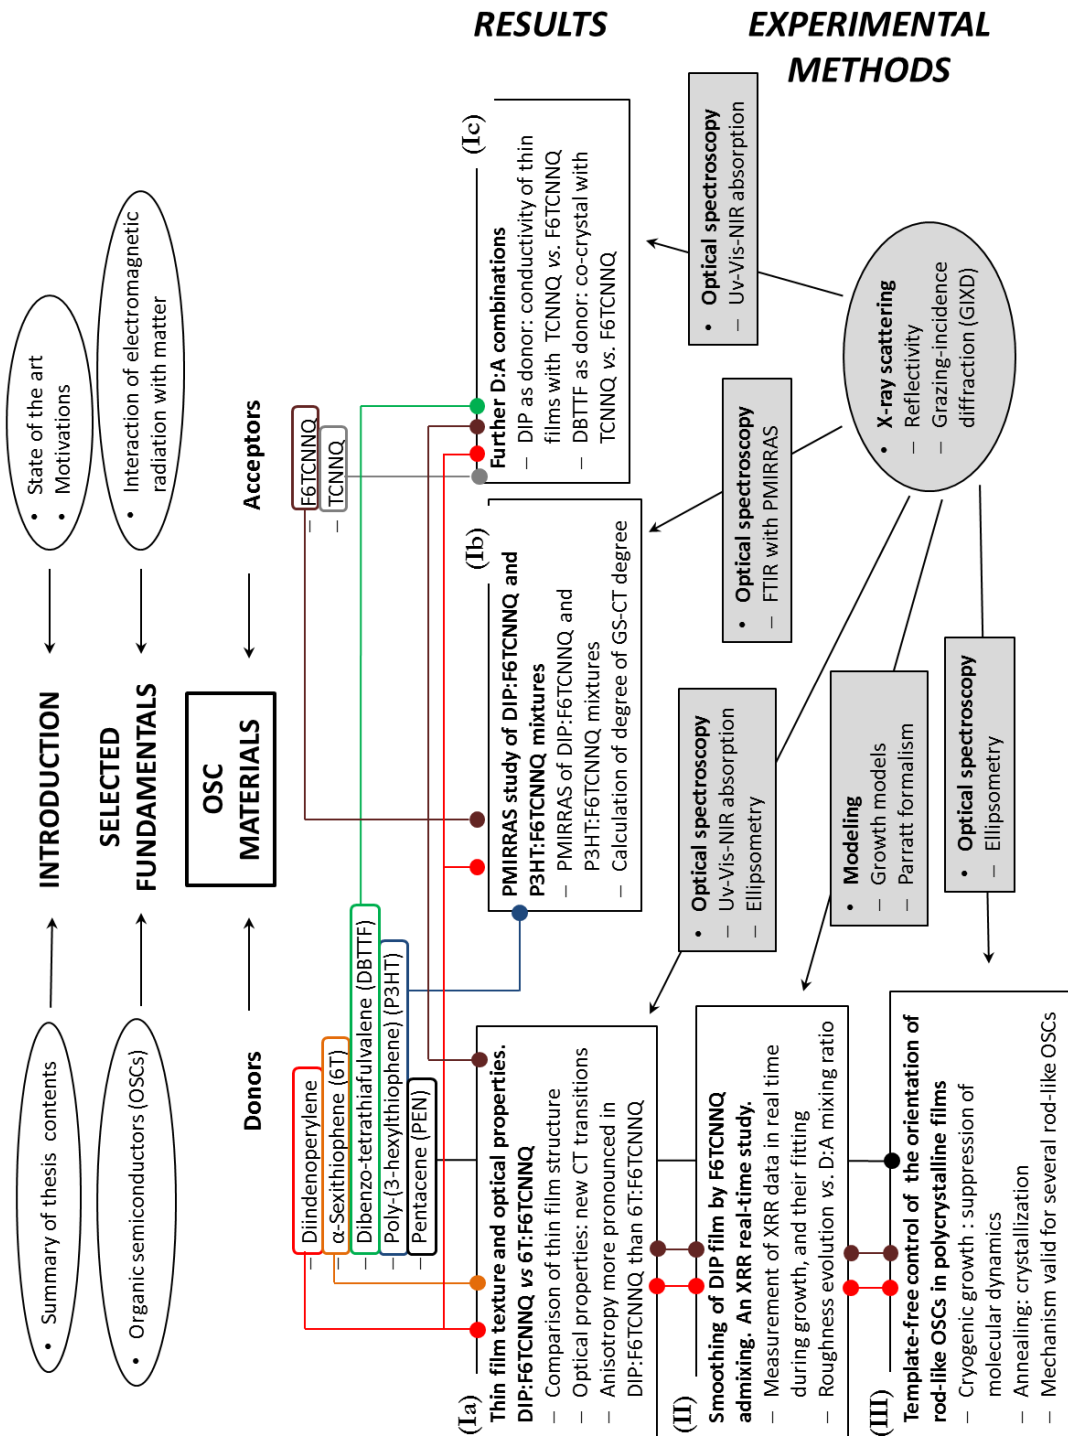 INTRODUCTION
• Summary of thesis contents
• State of the art
• Motivations
SELECTED
FUNDAMENTALS
• Organic semiconductors (OSCs)
• Interaction of electromagnetic
radiation with matter
OSC
MATERIALS
Donors
– Diindenoperylene
– α-Sexithiophene (6T)
– Dibenzo-tetrathiafulvalene (DBTTF)
– Poly-(3-hexylthiophene) (P3HT)
– Pentacene (PEN)
Acceptors
– F6TCNNQ
– TCNNQ
RESULTS
(Ia)
Thin film texture and optical properties.
DIP:F6TCNNQ vs 6T:F6TCNNQ
– Comparison of thin film structure
– Optical properties: new CT transitions
– Anisotropy more pronounced in
DIP:F6TCNNQ than 6T:F6TCNNQ
(Ib)
PMIRRAS study of DIP:F6TCNNQ and
P3HT:F6TCNNQ mixtures
– PMIRRAS of DIP:F6TCNNQ and
P3HT:F6TCNNQ mixtures
– Calculation of degree of GS-CT degree
(Ic)
Further D:A combinations
– DIP as donor: conductivity of thin
films with TCNNQ vs. F6TCNNQ
– DBTTF as donor: co-crystal with
TCNNQ vs. F6TCNNQ
(II)
Smoothing of DIP film by F6TCNNQ
admixing. An XRR real-time study.
– Measurement of XRR data in real time
during growth, and their fitting
– Roughness evolution vs. D:A mixing ratio
(III)
Template-free control of the orientation of
rod-like OSCs in polycrystalline films
– Cryogenic growth : suppression of
molecular dynamics
– Annealing: crystallization
– Mechanism valid for several rod-like OSCs
EXPERIMENTAL
METHODS
• Optical spectroscopy
– Uv-Vis-NIR absorption
– Ellipsometry
• Optical spectroscopy
– FTIR with PMIRRAS
• Optical spectroscopy
– Uv-Vis-NIR absorption
• Modeling
– Growth models
– Parratt formalism
• Optical spectroscopy
– Ellipsometry
• X-ray scattering
– Reflectivity
– Grazing-incidence
diffraction (GIXD)